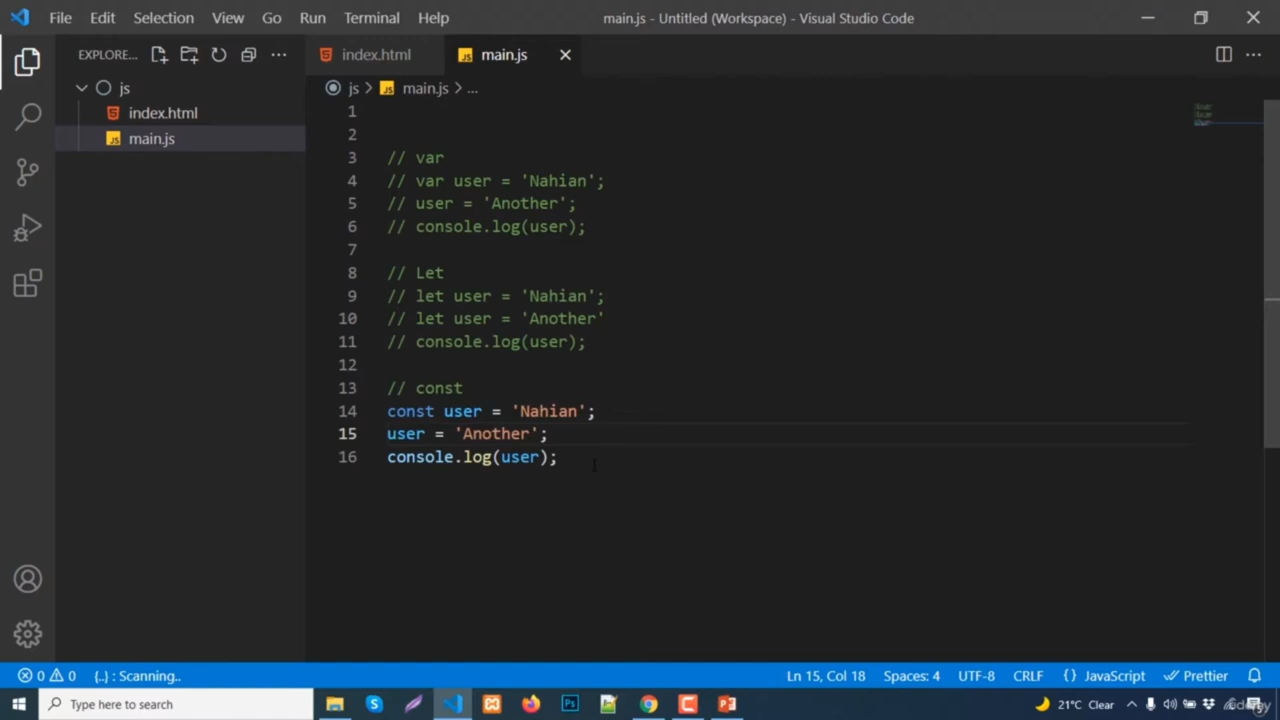 File Edit Selection View Go Run Terminal Help
main.js - Untitled (Workspace) - Visual Studio Code
EXPLORE...
js
index.html
main.js
index.html
JS main.js
js > JS main.js > ...
1
2
3 // var
4 // var user = 'Nahian';
5 // user = 'Another';
6 // console.log(user);
7
8 // Let
9 // let user = 'Nahian';
10 // let user = 'Another'
11 // console.log(user);
12
13 // const
14 const user = 'Nahian';
15 user = 'Another';
16 console.log(user);
0 0 {..} : Scanning.. Ln 15, Col 18 Spaces: 4 UTF-8 CRLF {} JavaScript Prettier
Type here to search
21°C Clear